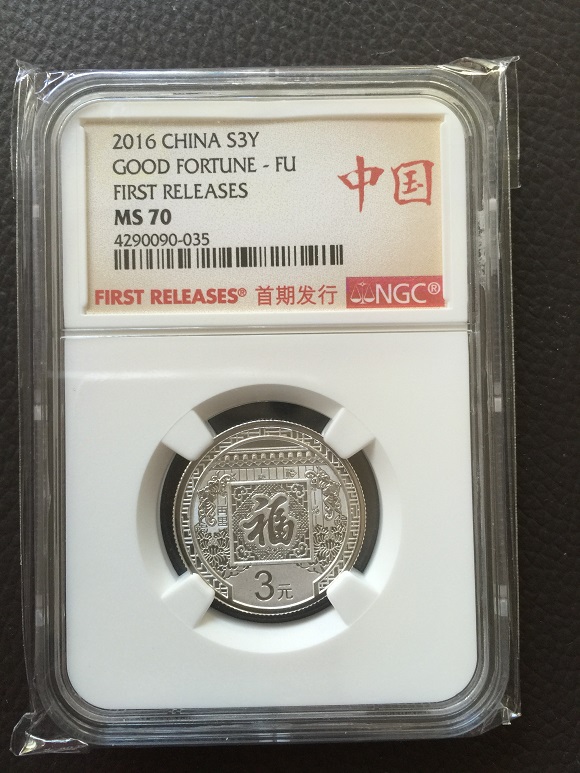 2016 CHINA S3Y
GOOD FORTUNE - FU
FIRST RELEASES
MS 70
4290090-035
中国
FIRST RELEASES® 首期发行 NGC®
福
3元